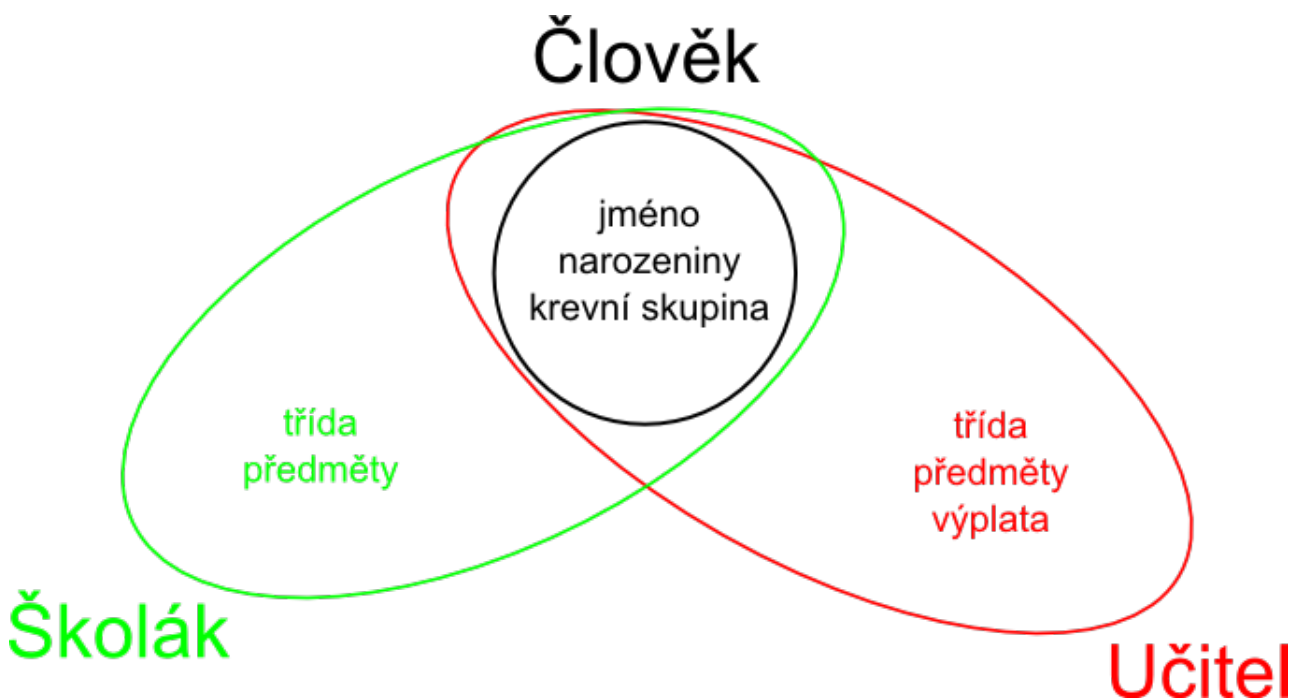 Člověk
jméno
narozeniny
krevní skupina
třída
předměty
třída
předměty
výplata
Školák
Učitel